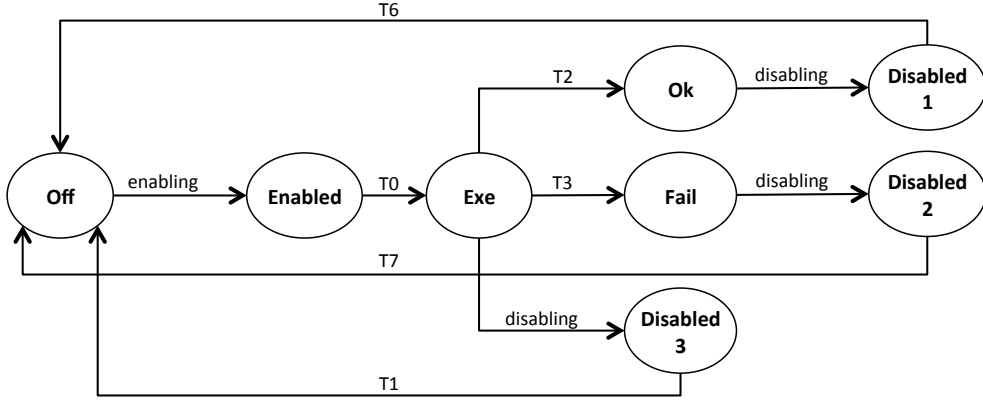 T6
T2
disabling
Ok
Disabled
1
enabling
T0
T3
disabling
Off
Enabled
Exe
Fail
Disabled
2
T7
disabling
Disabled
3
T1